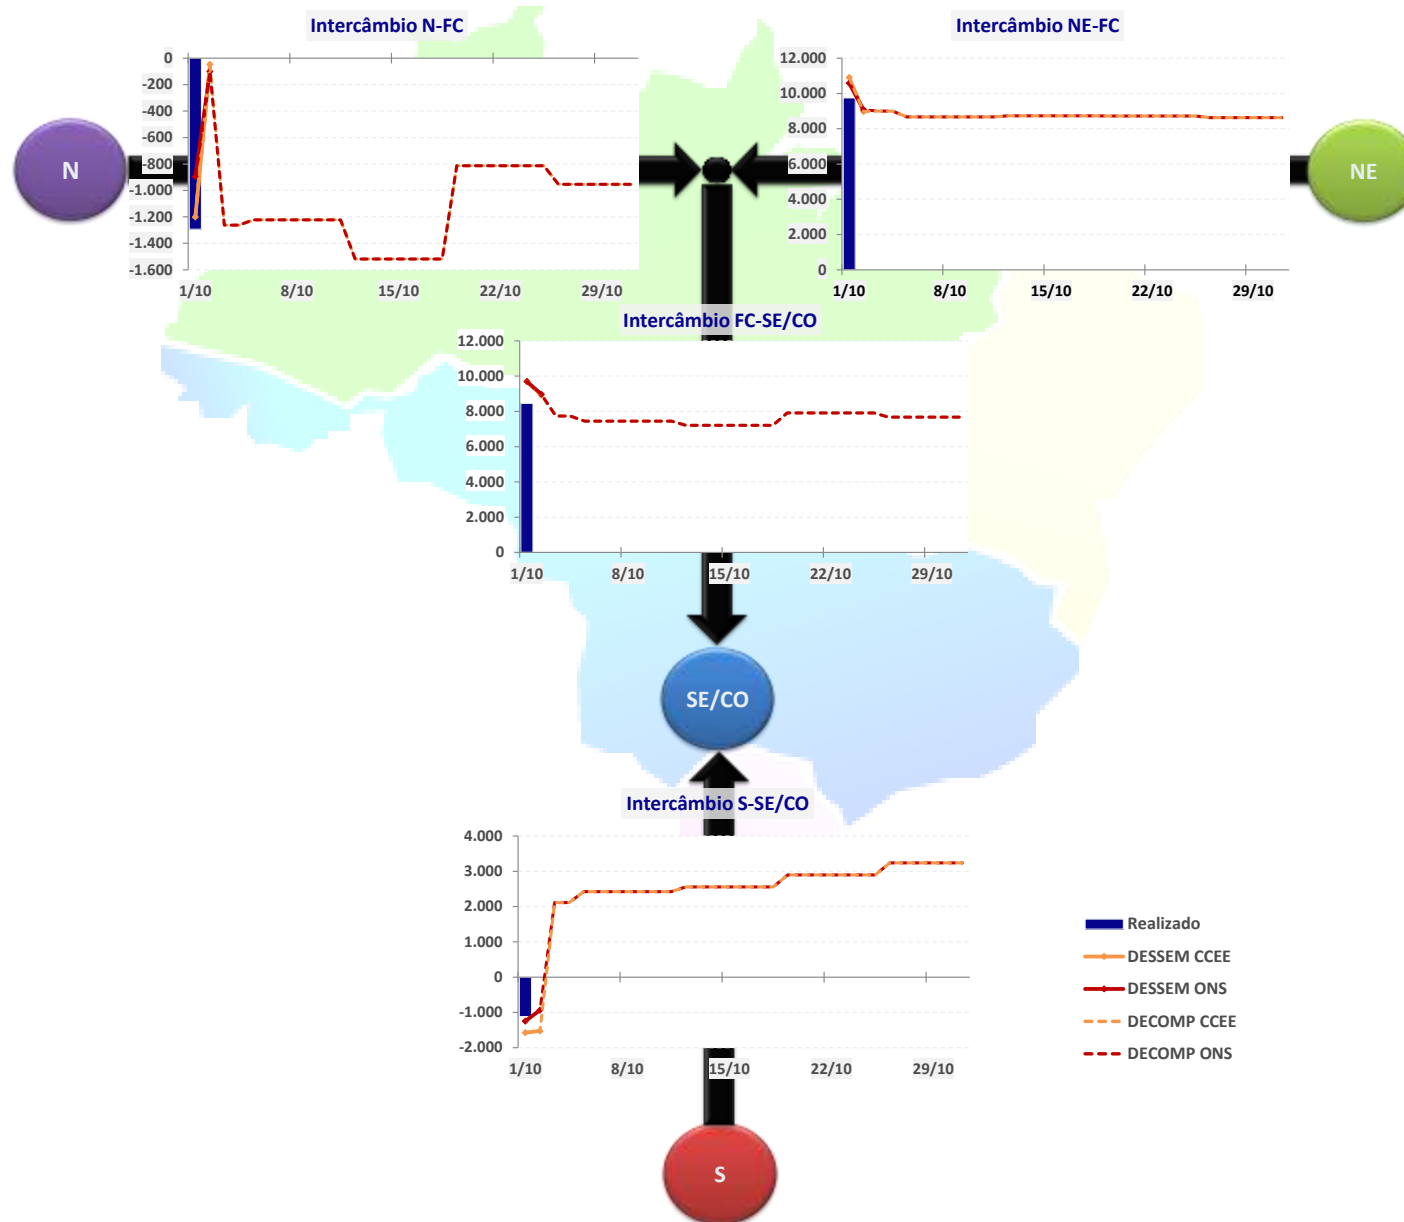 Intercâmbio N-FC
0
-200
-400
-600
-800
-1.000
-1.200
-1.400
-1.600
1/10 8/10 15/10 22/10 29/10
N
Intercâmbio NE-FC
12.000
10.000
8.000
6.000
4.000
2.000
0
1/10 8/10 15/10 22/10 29/10
NE
Intercâmbio FC-SE/CO
12.000
10.000
8.000
6.000
4.000
2.000
0
1/10 8/10 15/10 22/10 29/10
SE/CO
Intercâmbio S-SE/CO
4.000
3.000
2.000
1.000
0
-1.000
-2.000
1/10 8/10 15/10 22/10 29/10
Realizado
DESSEM CCEE
DESSEM ONS
DECOMP CCEE
DECOMP ONS
S